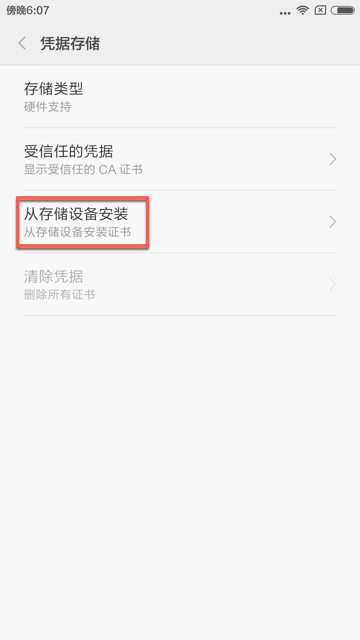 傍晚6:07
凭据存储
存储类型
硬件支持
受信任的凭据
显示受信任的 CA 证书
从存储设备安装
从存储设备安装证书
清除凭据
删除所有证书